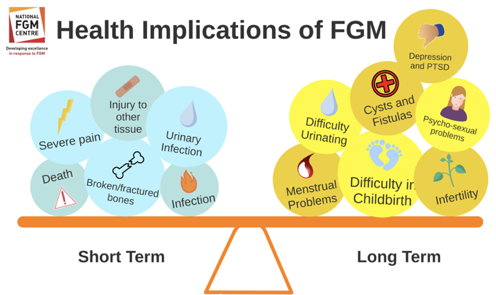 NATIONAL
FGM
CENTRE
Developing excellence
in response to FGM
Health Implications of FGM
Severe pain
Injury to
other
tissue
Urinary
Infection
Death
Broken/fractured
bones
Infection
Depression
and PTSD
Cysts and
Fistulas
Difficulty
Urinating
Psycho-sexual
problems
Menstrual
Problems
Difficulty in
Childbirth
Infertility
Short Term
Long Term